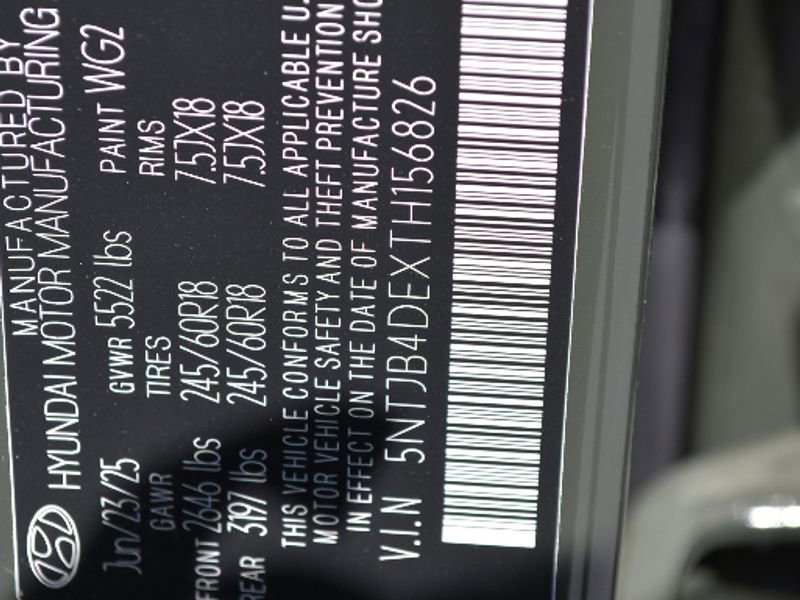 MANUFACTURED BY
HYUNDAI MOTOR MANUFACTURING
Jun/23/25 GVWR 5522 lbs PAINT WG2
GAWR TIRES RIMS
FRONT 2646 lbs 245/60R18 7.5JX18
REAR 3197 lbs 245/60R18 7.5JX18
THIS VEHICLE CONFORMS TO ALL APPLICABLE U.
MOTOR VEHICLE SAFETY AND THEFT PREVENTION
IN EFFECT ON THE DATE OF MANUFACTURE SHO
V.I.N 5NTJB4DEXTH156826